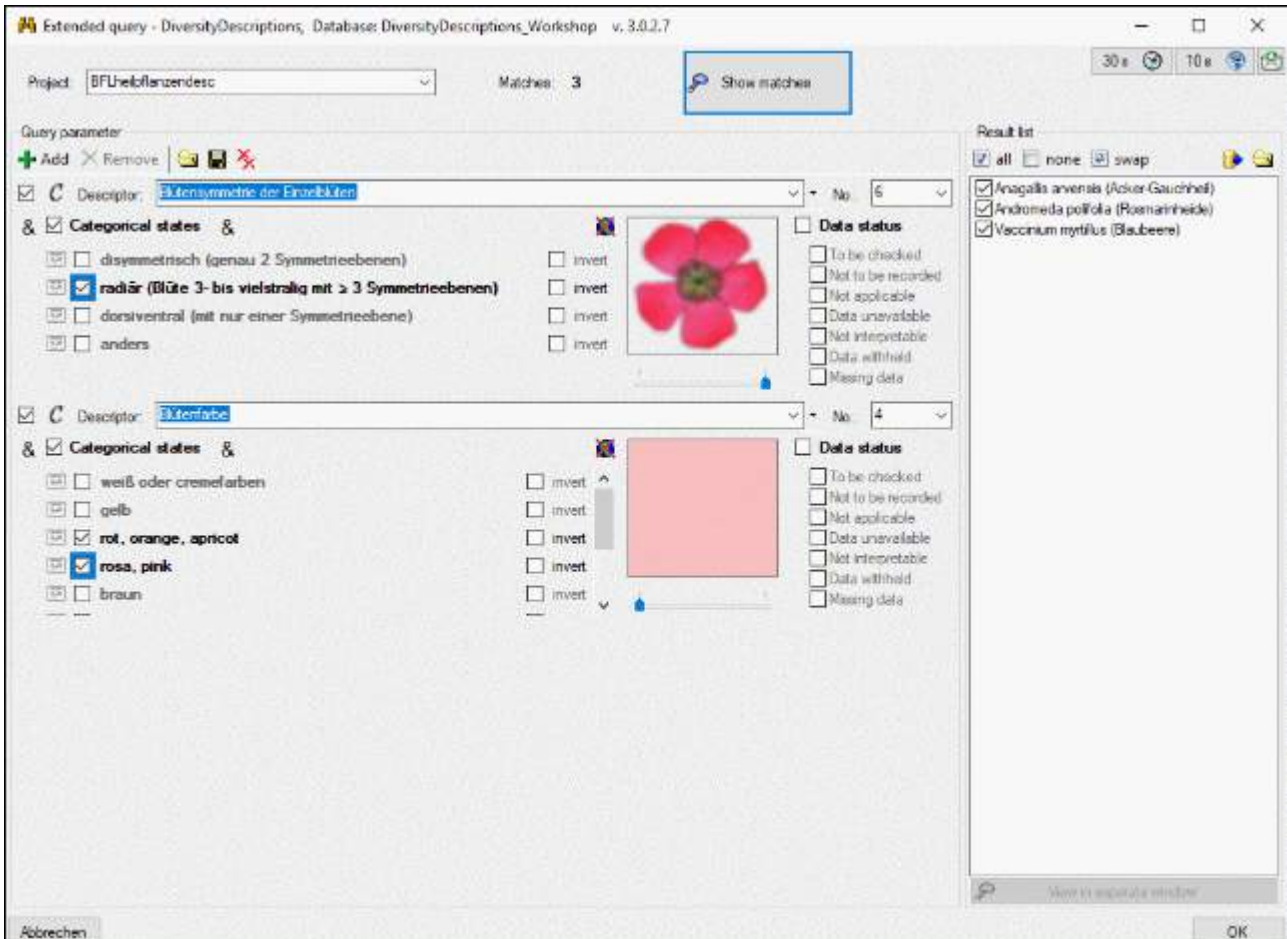 Extended query - DiversityDescriptions, Database: DiversityDescriptions_Workshop v. 3.0.2.7
30 s 10 s
Project: Matches: 3 Show matches
Query parameter
Add Remove
Descriptor: Blütensymmetrie der Einzelblüten No. 6
& Categorical states & Data status
disymmetrisch (genau 2 Symmetrieebenen) invert
radiär (Blüte 3- bis vielstralig mit ≥ 3 Symmetrieebenen) invert
dorsiventral (mit nur einer Symmetrieebene) invert
anders invert
To be checked
Not to be recorded
Not applicable
Data unavailable
Not interpretable
Data withheld
Missing data
Descriptor: Blütenfarbe No. 4
& Categorical states & Data status
weiß oder cremefarben invert
gelb invert
rot, orange, apricot invert
rosa, pink invert
braun invert
To be checked
Not to be recorded
Not applicable
Data unavailable
Not interpretable
Data withheld
Missing data
Result list
all none swap
Anagallis arvensis (Acker-Gauchheil)
Andromeda polifolia (Rosmarinheide)
Vaccinium myrtillus (Blaubeere)
View in separate window
Abbrechen OK